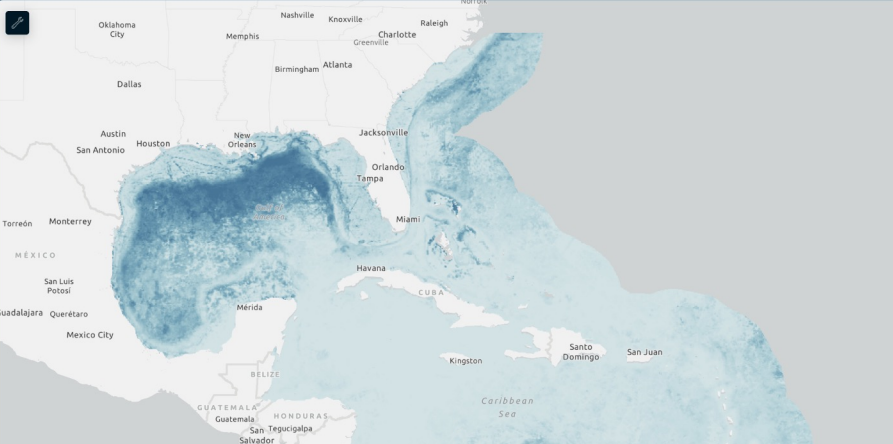 Norfolk
Nashville
Knoxville
Raleigh
Oklahoma
City
Memphis
Charlotte
Greenville
Birmingham
Atlanta
Dallas
Austin
New
Orleans
Jacksonville
Houston
San Antonio
Orlando
Tampa
Torreón
Monterrey
Miami
MÉXICO
Havana
San Luis
Potosí
CUBA
Mérida
Guadalajara
Querétaro
Mexico City
Santo
Domingo
San Juan
Kingston
BELIZE
Caribbean
Sea
GUATEMALA
HONDURAS
Guatemala
Tegucigalpa
San
Salvador